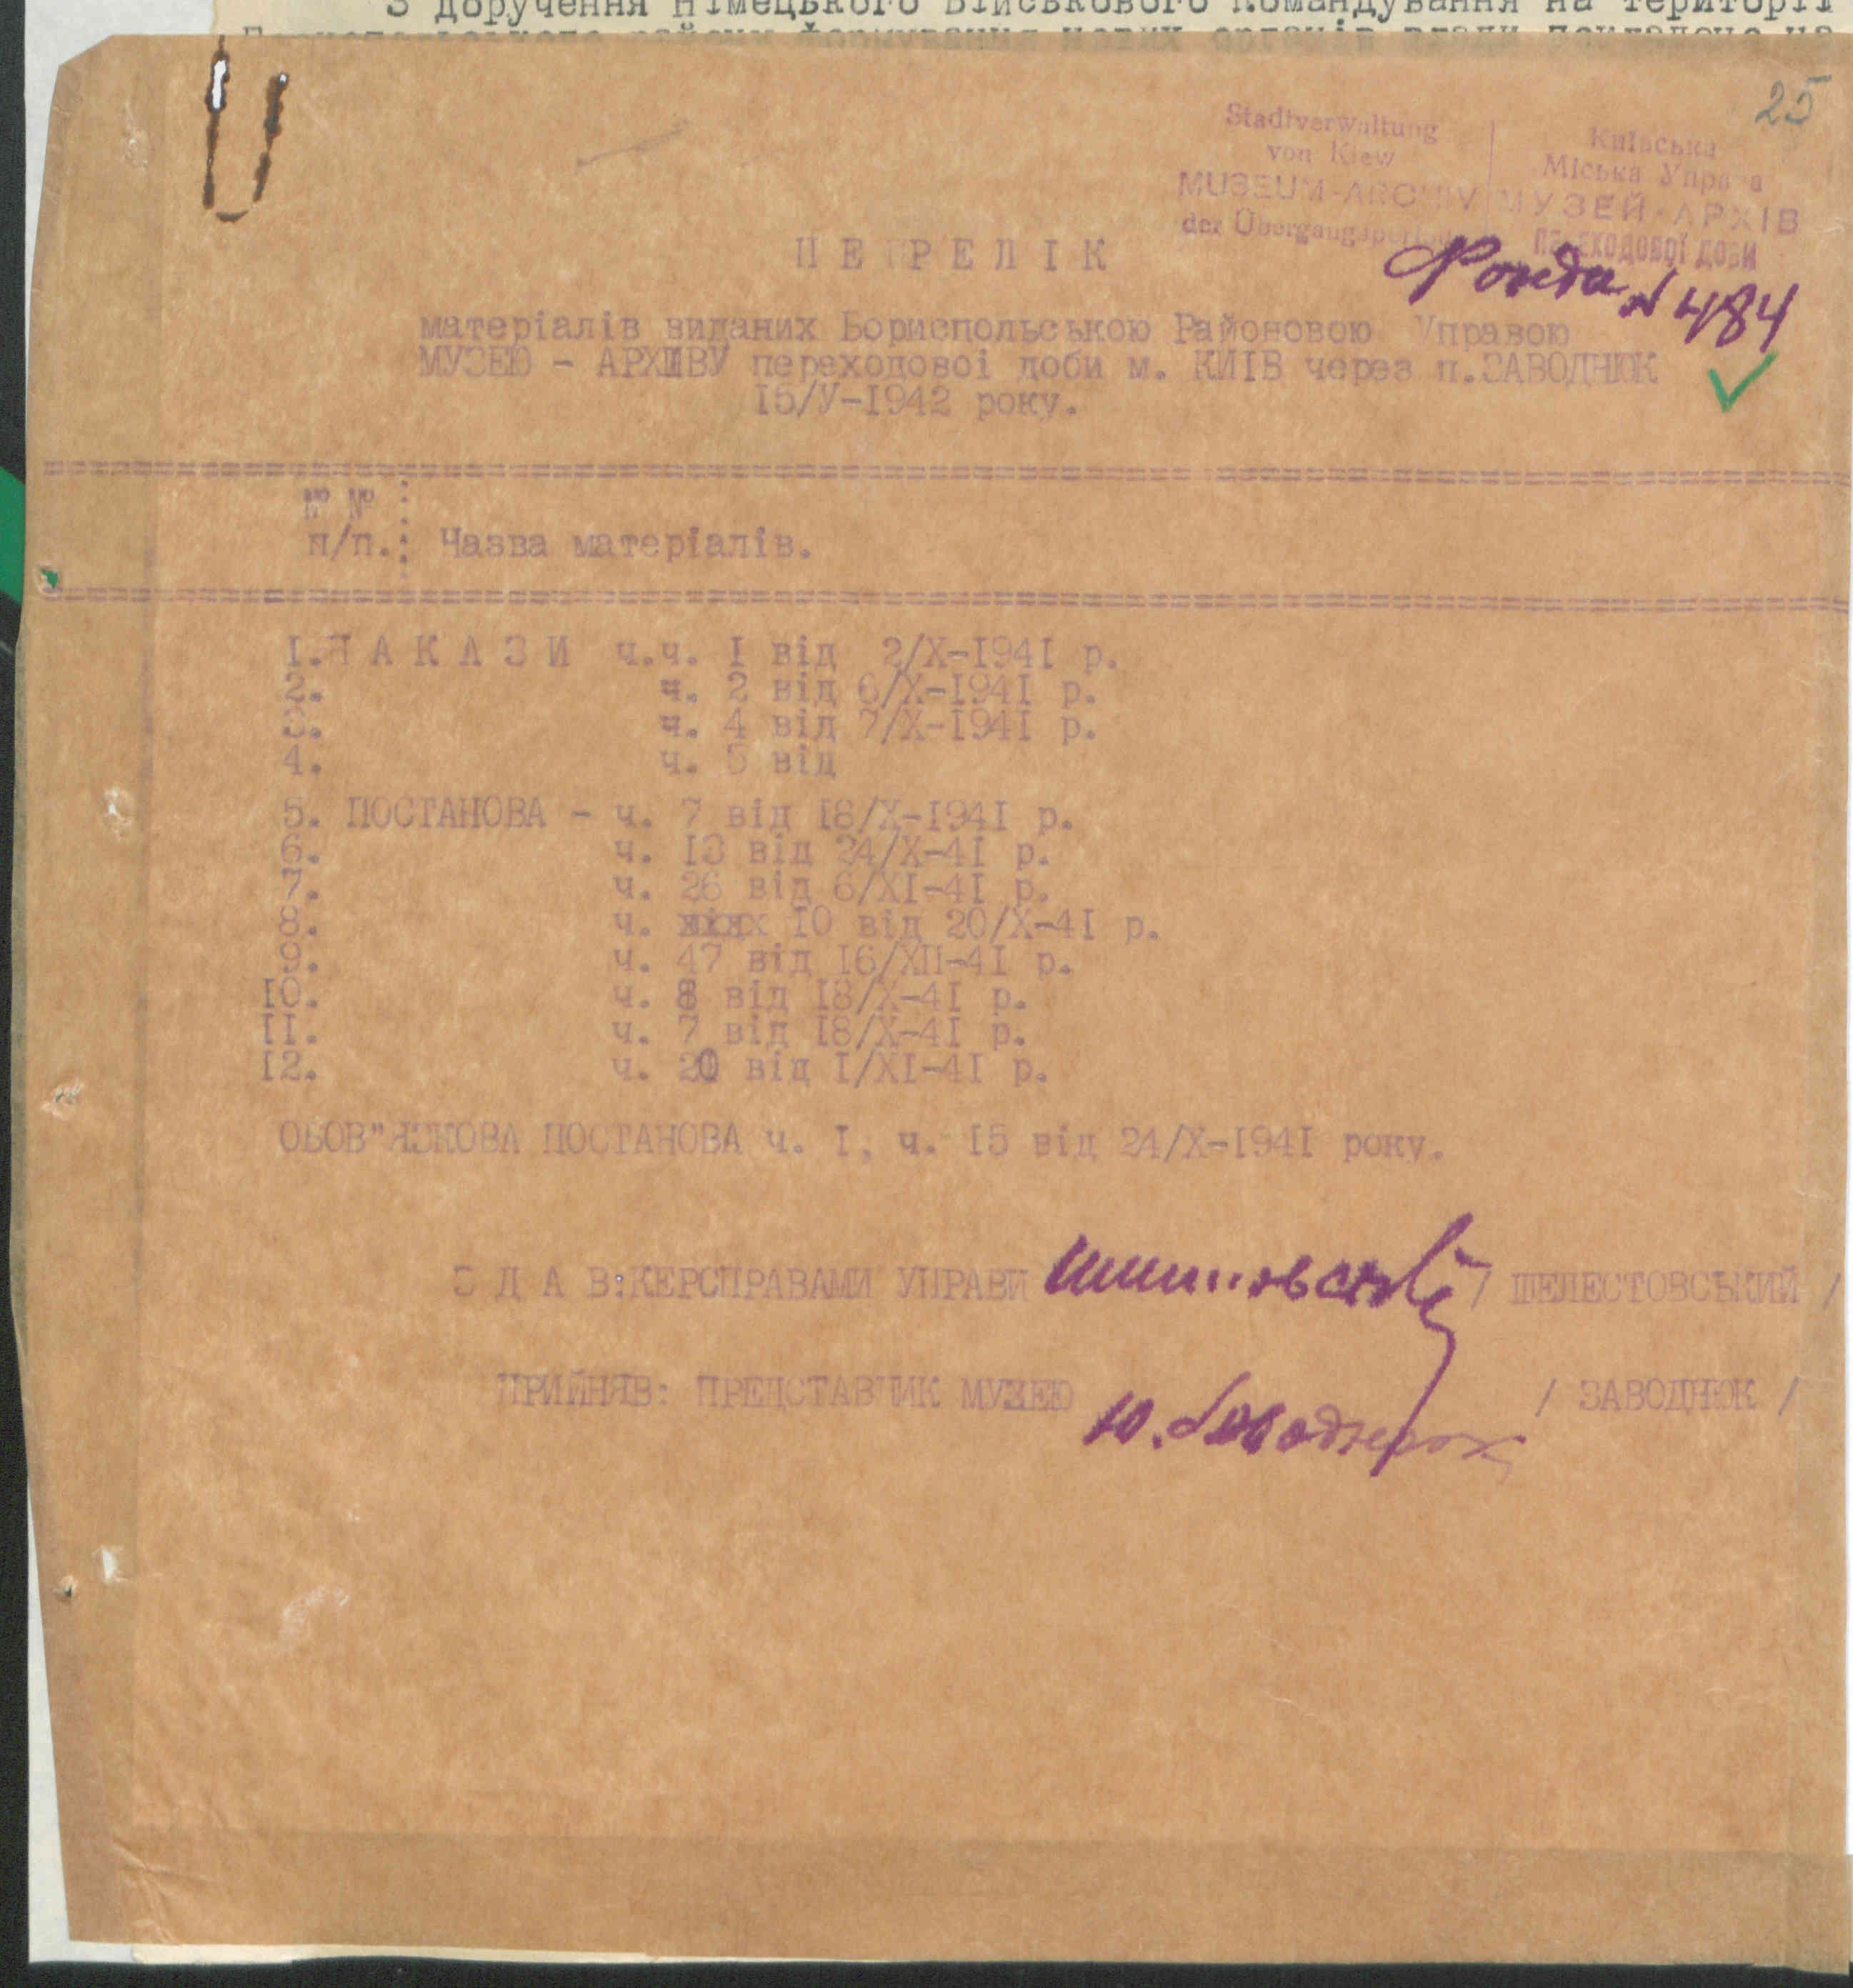 З доручення Німецького Військового Командування на території
25
Stadtverwaltung
von Kiew
MUSEUM-ARCHIV
der Übergangsperiode
Київська
Міська Управа
МУЗЕЙ-АРХІВ
ПЕРЕХОДОВОЇ ДОБИ
N 484
ПЕРЕЛІК
матеріалів виданих Бориспольською Районовою Управою
МУЗЕЮ - АРХІВУ переходової доби м. КИІВ через п.ЗАВОДНЮК
15/У-1942 року.
№ №
п/п. : Назва матеріалів.
1. НАКАЗИ ч.ч. 1 від 2/Х-1941 р.
2. ч. 2 від 6/Х-1941 р.
3. ч. 4 від 7/Х-1941 р.
4. ч. 5 від
5. ПОСТАНОВА - ч. 7 від 18/Х-1941 р.
6. ч. 13 від 24/Х-41 р.
7. ч. 26 від 6/ХІ-41 р.
8. ч. 10 від 20/Х-41 р.
9. ч. 47 від 16/ХІІ-41 р.
10. ч. 8 від 18/Х-41 р.
11. ч. 7 від 18/Х-41 р.
12. ч. 20 від 1/ХІ-41 р.
ОБОВ"ЯЗКОВА ПОСТАНОВА ч. 1, ч. 15 від 24/Х-1941 року.
ЗДАВ: КЕРСПРАВАМИ УПРАВИ / ШЕЛЕСТОВСЬКИЙ /
ПРИЙНЯВ: ПРЕДСТАВНИК МУЗЕЮ / ЗАВОДНЮК /
Ю. Заводнюк